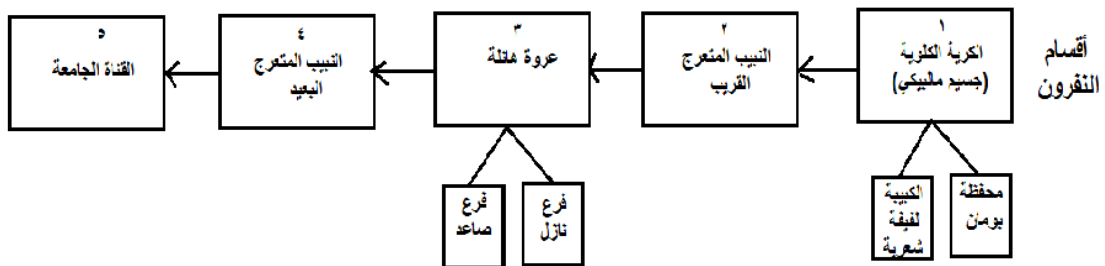 أقسام
النفرون
١
الكرية الكلوية
(جسيم مالبيكي)
٢
النبيب المتعرج
القريب
٣
عروة هانلة
٤
النبيب المتعرج
البعيد
٥
القناة الجامعة
محفظة
بومان
الكبيبة
لفيفة
شعرية
فرع
نازل
فرع
صاعد